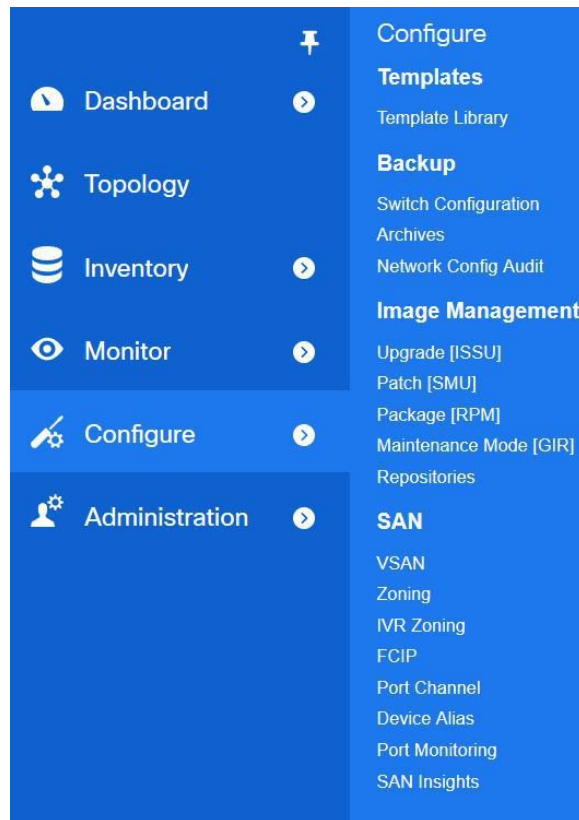 Dashboard
Topology
Inventory
Monitor
Configure
Administration
Configure
Templates
Template Library
Backup
Switch Configuration
Archives
Network Config Audit
Image Management
Upgrade [ISSU]
Patch [SMU]
Package [RPM]
Maintenance Mode [GIR]
Repositories
SAN
VSAN
Zoning
IVR Zoning
FCIP
Port Channel
Device Alias
Port Monitoring
SAN Insights